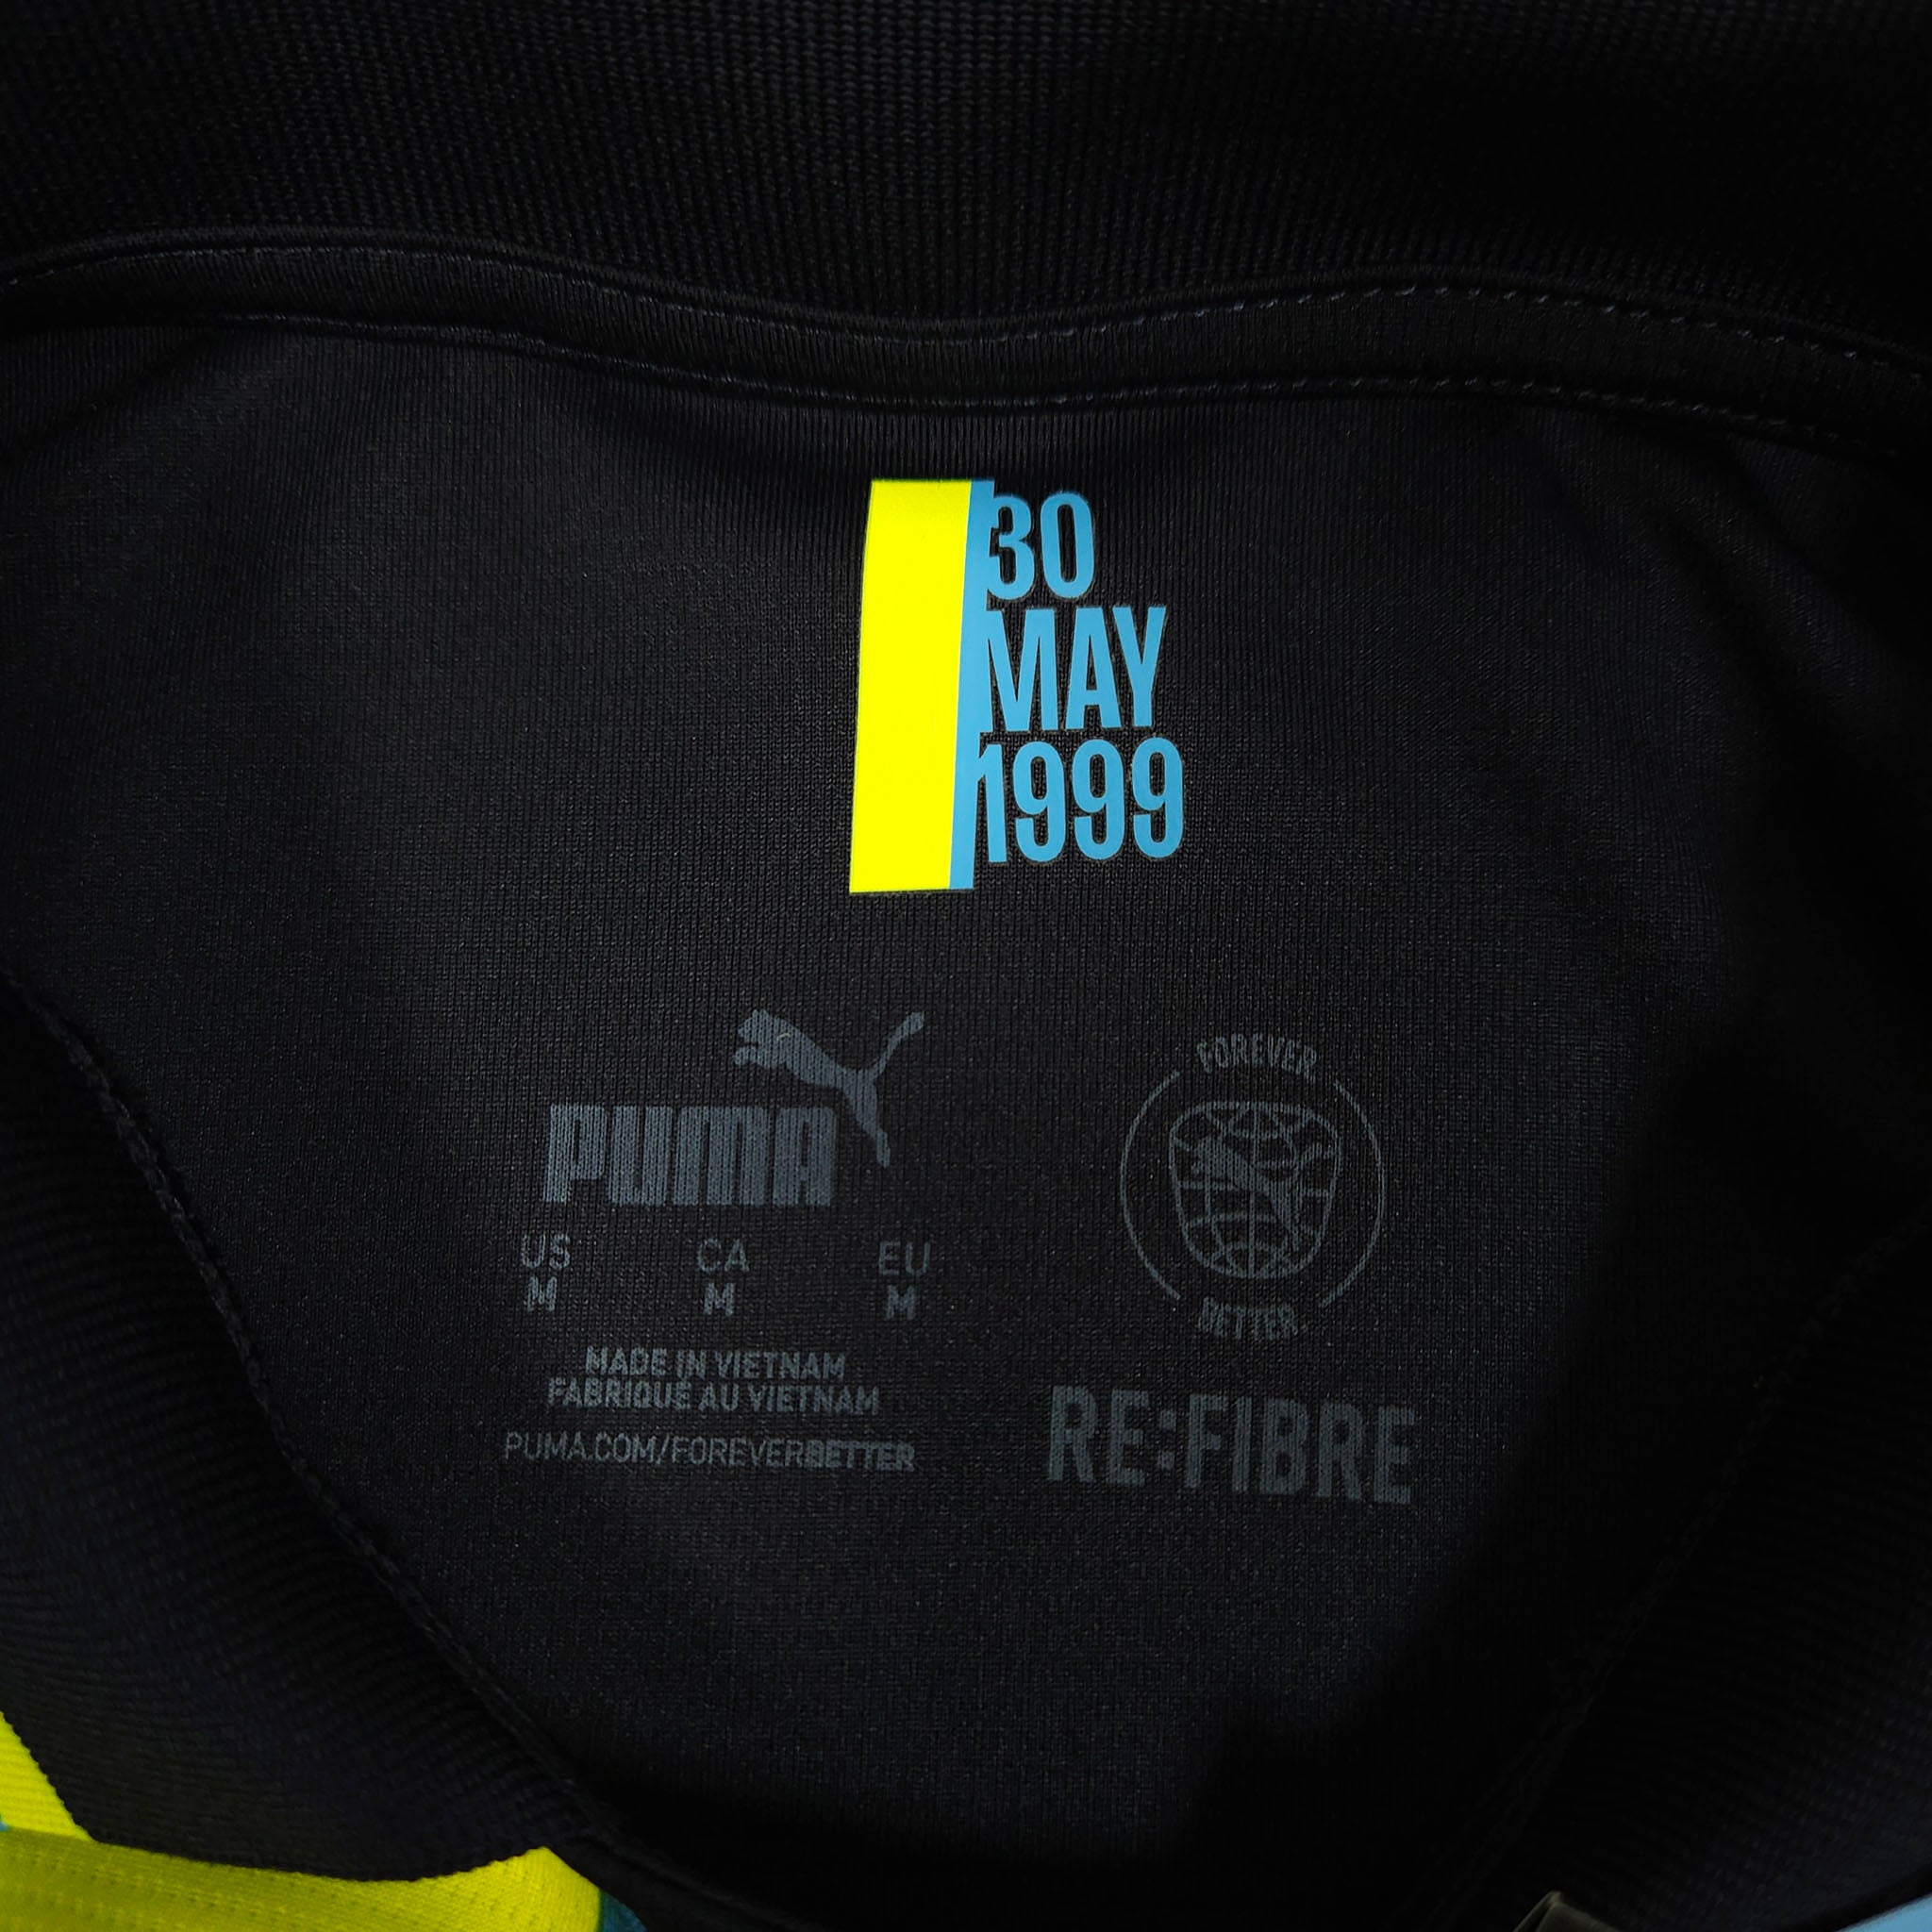 30
MAY
1999
PUMA
US CA EU
M M M
MADE IN VIETNAM
FABRIQUÉ AU VIETNAM
PUMA.COM/FOREVERBETTER
FOREVER
BETTER
RE:FIBRE